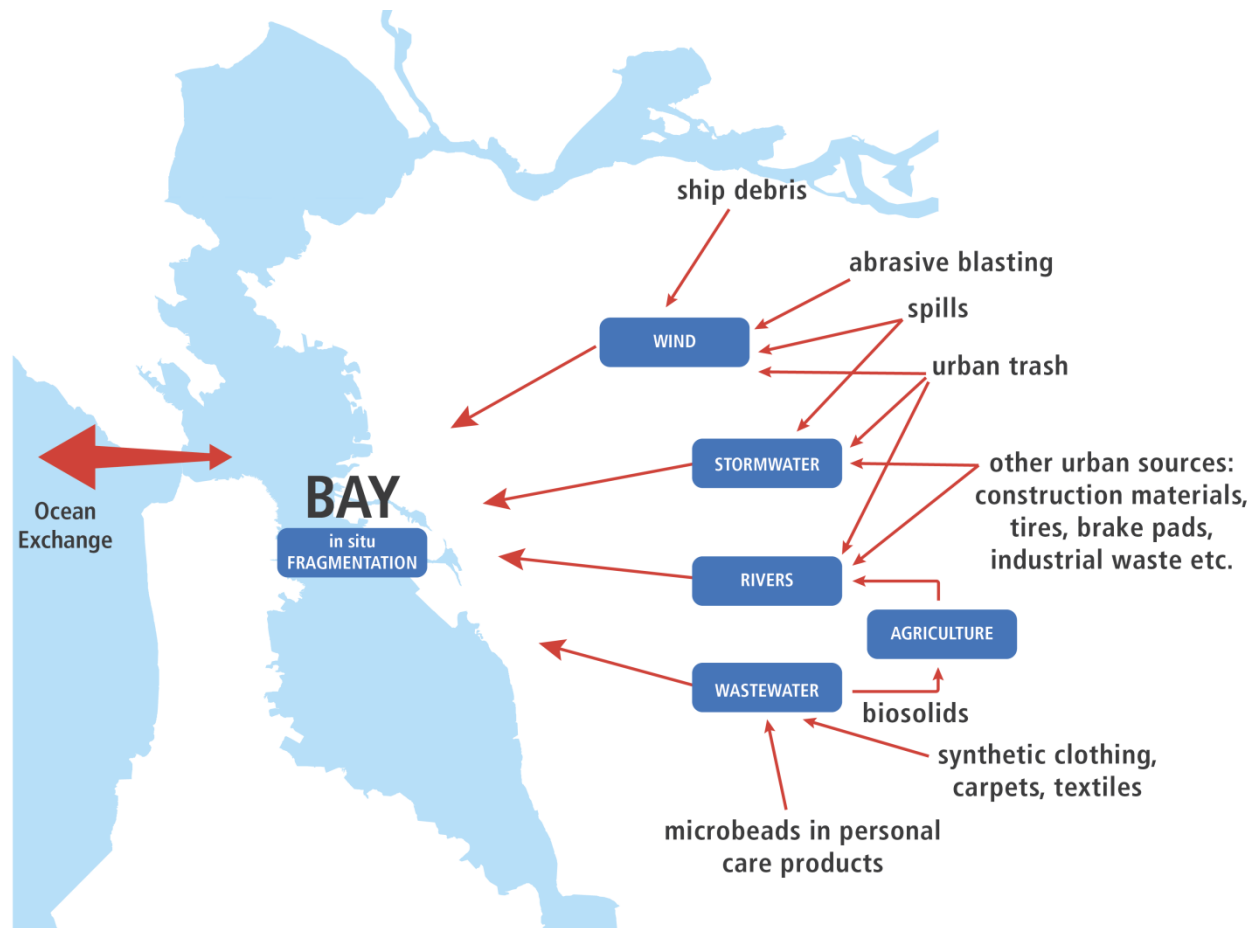 ship debris
abrasive blasting
spills
WIND
urban trash
STORMWATER
other urban sources:
construction materials,
tires, brake pads,
industrial waste etc.
BAY
Ocean
Exchange
in situ
FRAGMENTATION
RIVERS
AGRICULTURE
WASTEWATER
biosolids
synthetic clothing,
carpets, textiles
microbeads in personal
care products